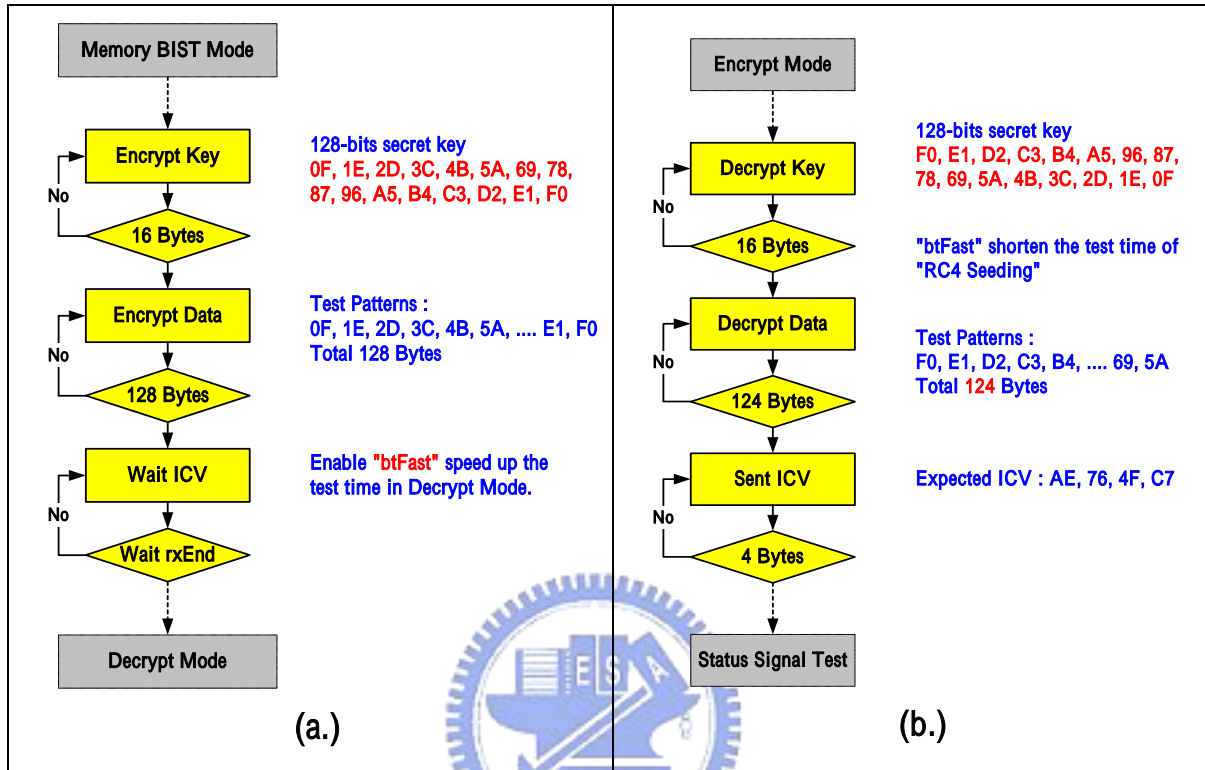 Memory BIST Mode
Encrypt Key
No
16 Bytes
128-bits secret key
0F, 1E, 2D, 3C, 4B, 5A, 69, 78,
87, 96, A5, B4, C3, D2, E1, F0
Encrypt Data
No
128 Bytes
Test Patterns :
0F, 1E, 2D, 3C, 4B, 5A, .... E1, F0
Total 128 Bytes
Wait ICV
No
Wait rxEnd
Enable "btFast" speed up the
test time in Decrypt Mode.
Decrypt Mode
(a.)
Encrypt Mode
Decrypt Key
No
16 Bytes
128-bits secret key
F0, E1, D2, C3, B4, A5, 96, 87,
78, 69, 5A, 4B, 3C, 2D, 1E, 0F
"btFast" shorten the test time of
"RC4 Seeding"
Decrypt Data
No
124 Bytes
Test Patterns :
F0, E1, D2, C3, B4, .... 69, 5A
Total 124 Bytes
Sent ICV
No
4 Bytes
Expected ICV : AE, 76, 4F, C7
Status Signal Test
(b.)
E S A